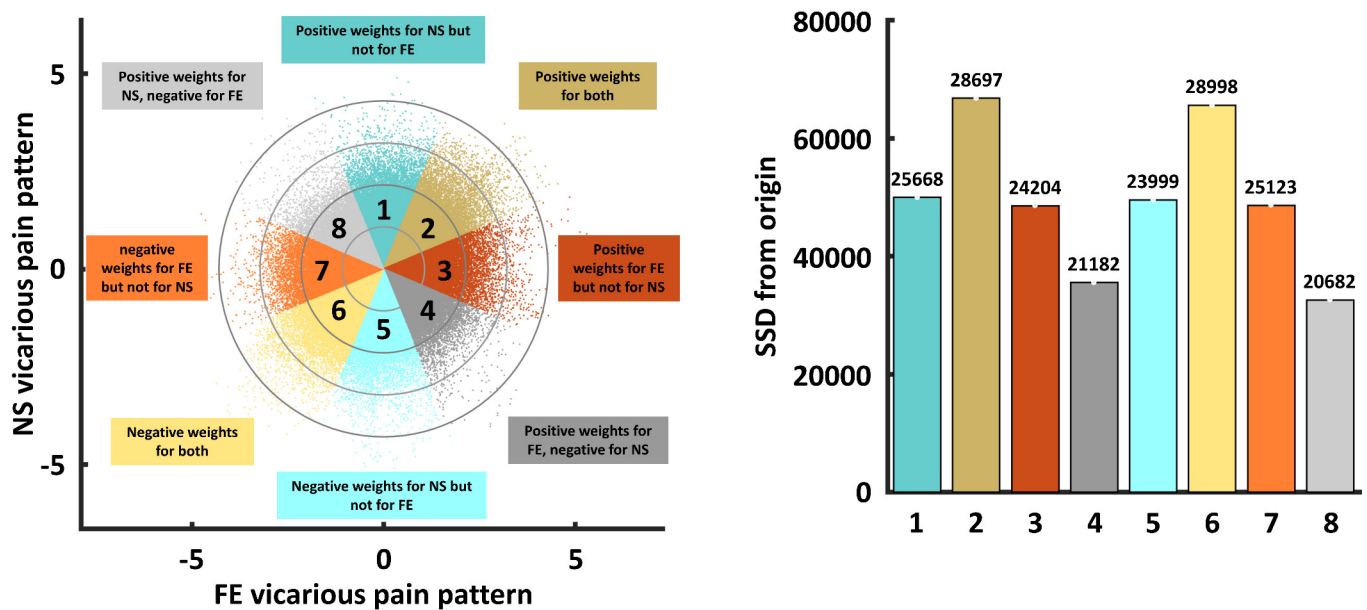 Positive weights for NS but
not for FE
Positive weights for
NS, negative for FE
Positive weights
for both
negative
weights for FE
but not for NS
Positive
weights for FE
but not for NS
Negative weights
for both
Positive weights for
FE, negative for NS
Negative weights for NS but
not for FE
1
2
3
4
5
6
7
8
NS vicarious pain pattern
5
0
-5
-5
0
5
FE vicarious pain pattern
SSD from origin
80000
60000
40000
20000
0
25668
28697
24204
21182
23999
28998
25123
20682
1
2
3
4
5
6
7
8